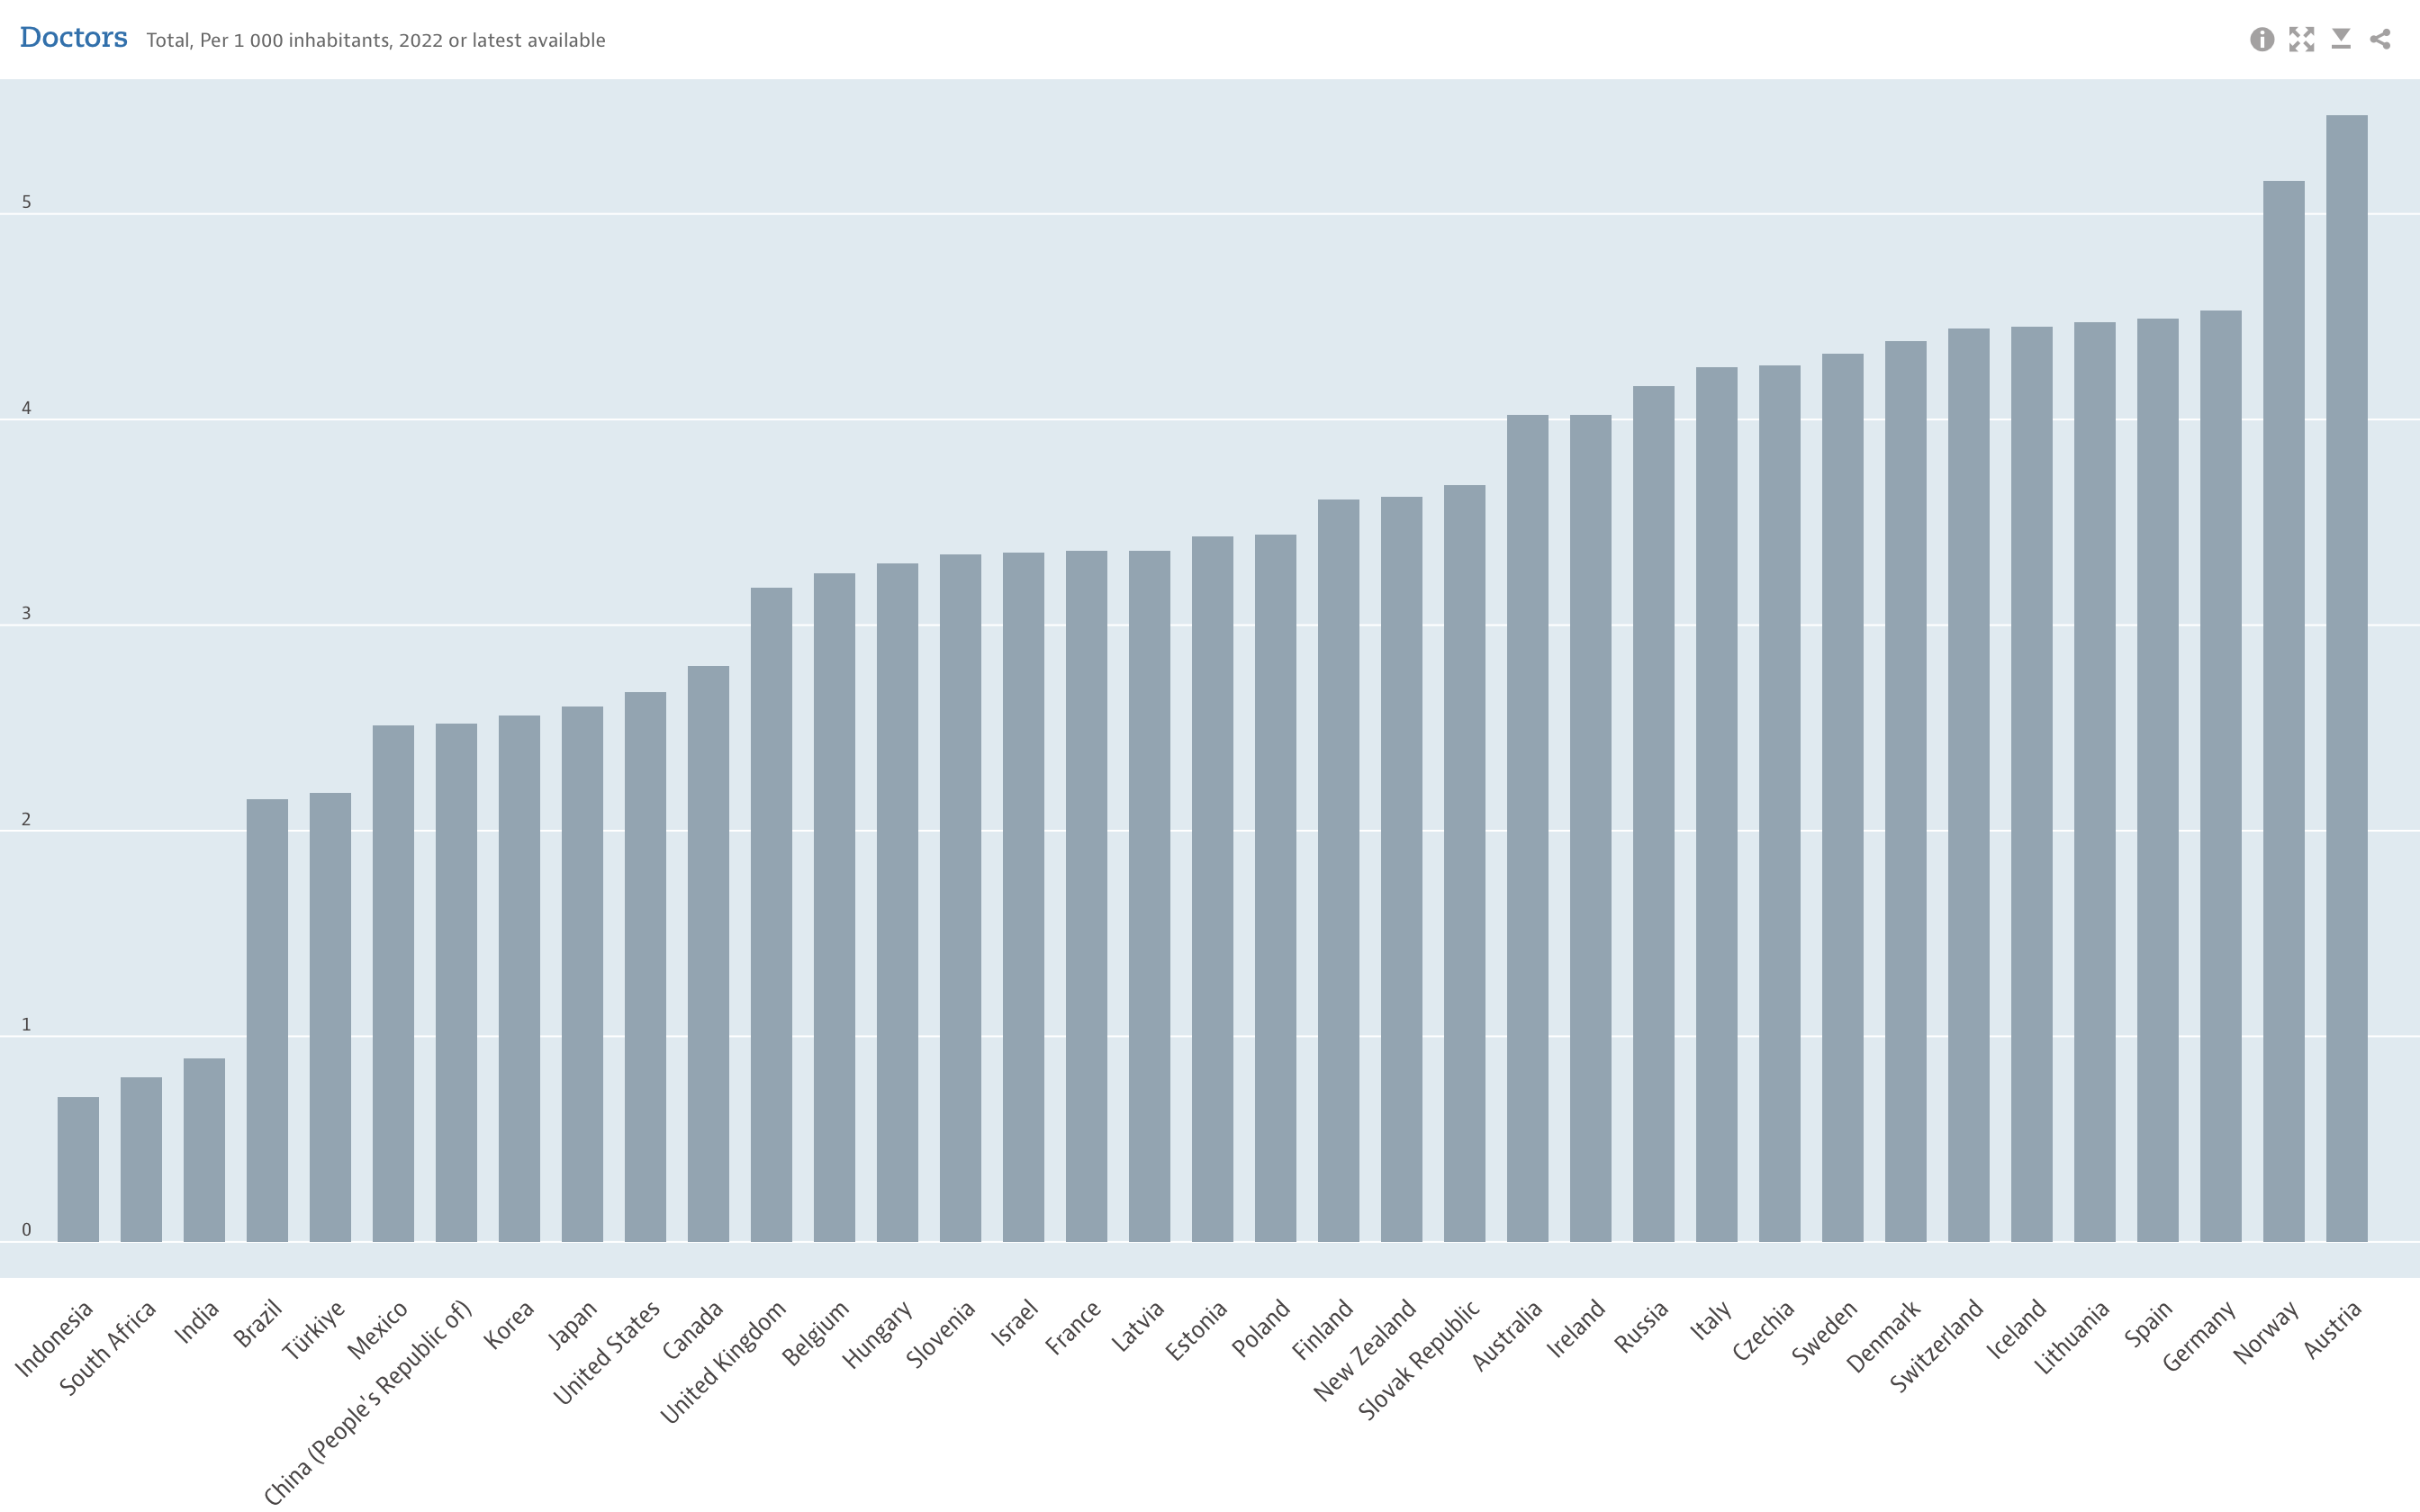 Doctors Total, Per 1 000 inhabitants, 2022 or latest available
5
4
3
2
1
0
Indonesia
South Africa
India
Brazil
Türkiye
Mexico
China (People's Republic of)
Korea
Japan
United States
Canada
United Kingdom
Belgium
Hungary
Slovenia
Israel
France
Latvia
Estonia
Poland
Finland
New Zealand
Slovak Republic
Australia
Ireland
Russia
Italy
Czechia
Sweden
Denmark
Switzerland
Iceland
Lithuania
Spain
Germany
Norway
Austria